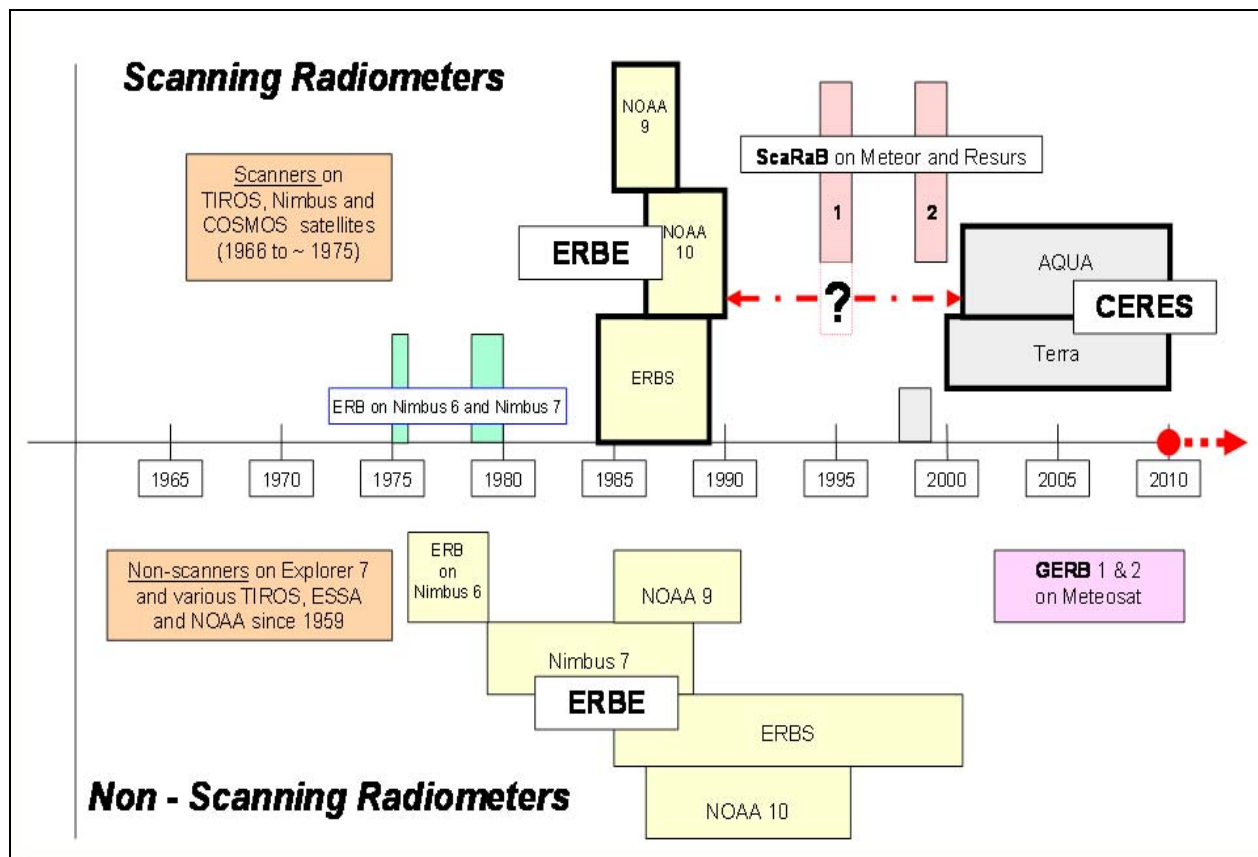 Scanning Radiometers
NOAA
9
ScaRaB on Meteor and Resurs
Scanners on
TIROS, Nimbus and
COSMOS satellites
(1966 to ~ 1975)
1
2
ERBE
NOAA
10
AQUA
?
CERES
Terra
ERBS
ERB on Nimbus 6 and Nimbus 7
1965
1970
1975
1980
1985
1990
1995
2000
2005
2010
Non-scanners on Explorer 7
and various TIROS, ESSA
and NOAA since 1959
ERB
on
Nimbus 6
NOAA 9
GERB 1 & 2
on Meteosat
Nimbus 7
ERBE
ERBS
Non - Scanning Radiometers
NOAA 10